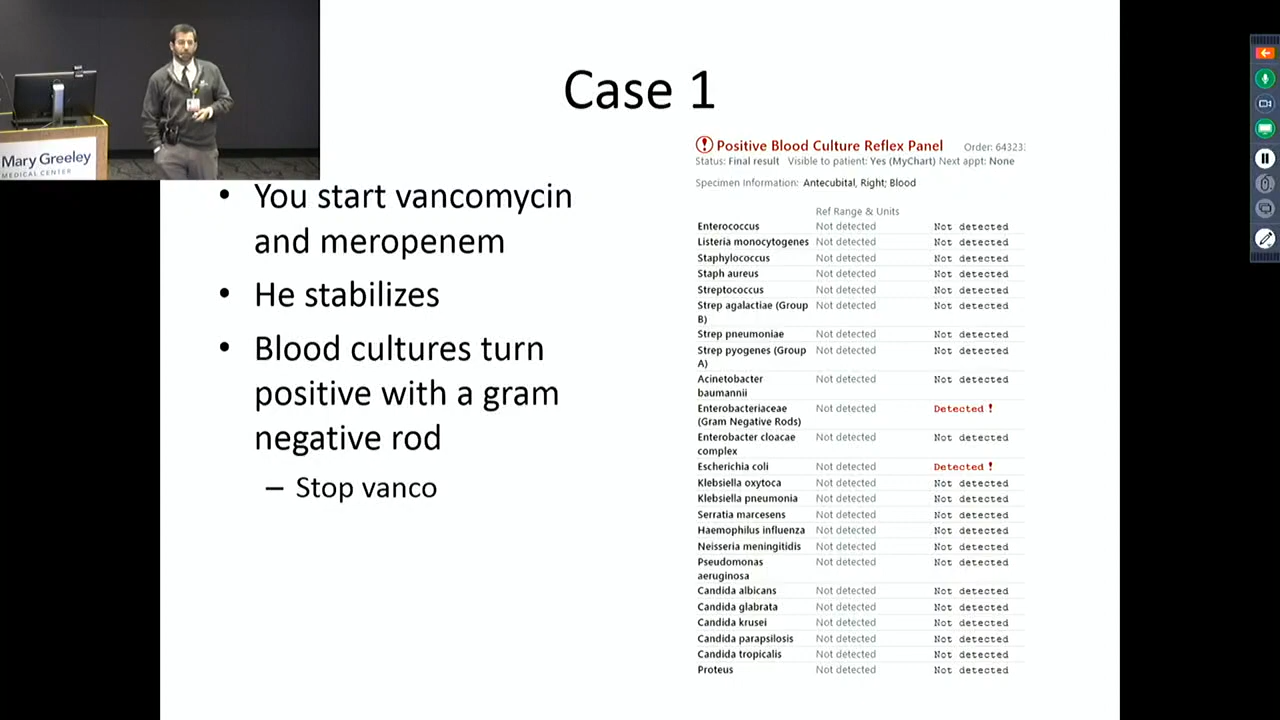 Case 1
Mary Greeley
MEDICAL CENTER
• You start vancomycin
and meropenem
• He stabilizes
• Blood cultures turn
positive with a gram
negative rod
– Stop vanco
Positive Blood Culture Reflex Panel Order: 64323
Status: Final result Visible to patient: Yes (MyChart) Next appt: None
Specimen Information: Antecubital, Right; Blood
Ref Range & Units
Enterococcus Not detected Not detected
Listeria monocytogenes Not detected Not detected
Staphylococcus Not detected Not detected
Staph aureus Not detected Not detected
Streptococcus Not detected Not detected
Strep agalactiae (Group Not detected Not detected
B)
Strep pneumoniae Not detected Not detected
Strep pyogenes (Group Not detected Not detected
A)
Acinetobacter Not detected Not detected
baumannii
Enterobacteriaceae Not detected Detected !
(Gram Negative Rods)
Enterobacter cloacae Not detected Not detected
complex
Escherichia coli Not detected Detected !
Klebsiella oxytoca Not detected Not detected
Klebsiella pneumonia Not detected Not detected
Serratia marcesens Not detected Not detected
Haemophilus influenza Not detected Not detected
Neisseria meningitidis Not detected Not detected
Pseudomonas Not detected Not detected
aeruginosa
Candida albicans Not detected Not detected
Candida glabrata Not detected Not detected
Candida krusei Not detected Not detected
Candida parapsilosis Not detected Not detected
Candida tropicalis Not detected Not detected
Proteus Not detected Not detected